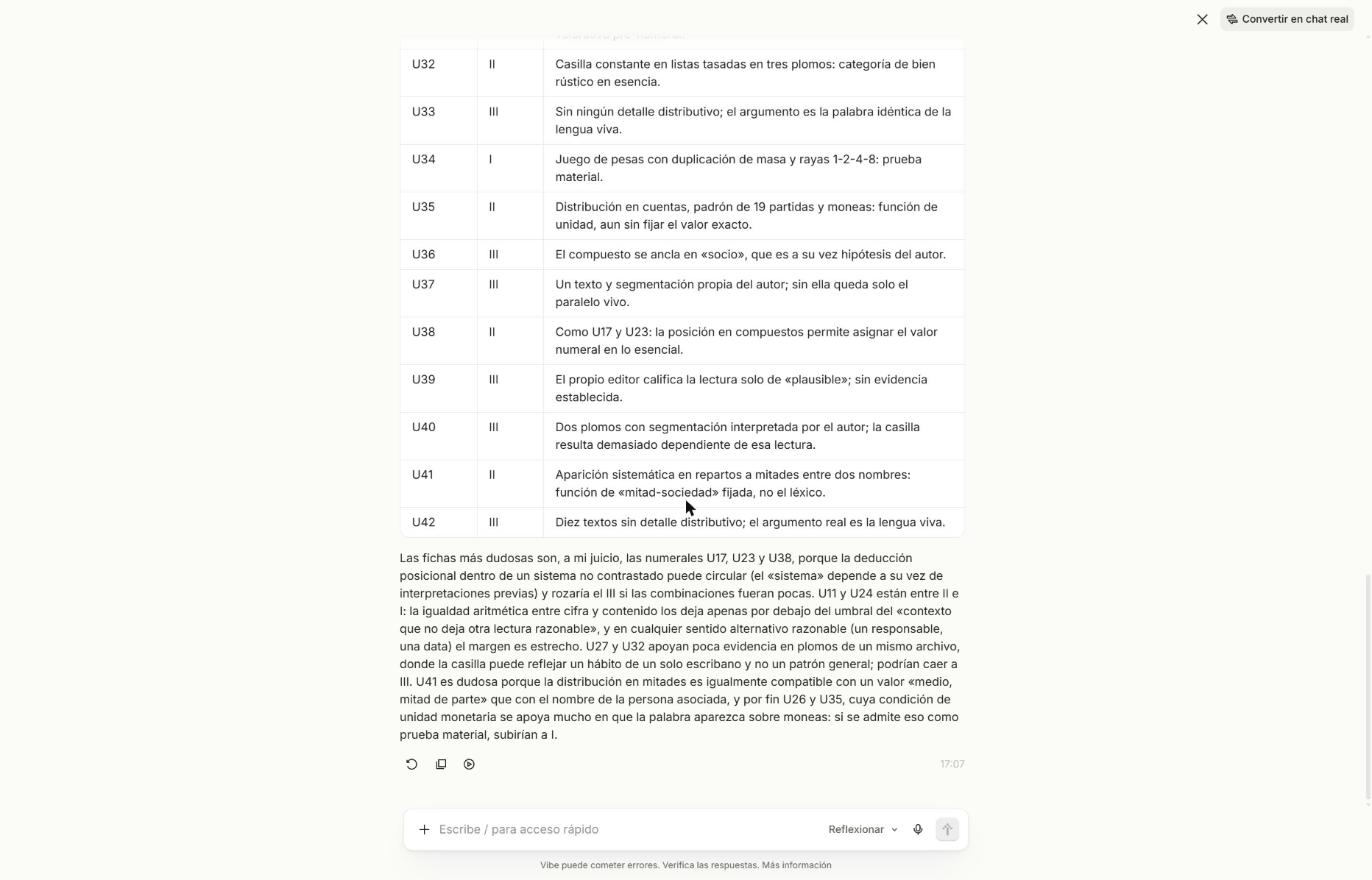 Convertir en chat real
U32 II Casilla constante en listas tasadas en tres plomos: categoría de bien
rústico en esencia.
U33 III Sin ningún detalle distributivo; el argumento es la palabra idéntica de la
lengua viva.
U34 I Juego de pesas con duplicación de masa y rayas 1-2-4-8: prueba
material.
U35 II Distribución en cuentas, padrón de 19 partidas y moneas: función de
unidad, aun sin fijar el valor exacto.
U36 III El compuesto se ancla en «socio», que es a su vez hipótesis del autor.
U37 III Un texto y segmentación propia del autor; sin ella queda solo el
paralelo vivo.
U38 II Como U17 y U23: la posición en compuestos permite asignar el valor
numeral en lo esencial.
U39 III El propio editor califica la lectura solo de «plausible»; sin evidencia
establecida.
U40 III Dos plomos con segmentación interpretada por el autor; la casilla
resulta demasiado dependiente de esa lectura.
U41 II Aparición sistemática en repartos a mitades entre dos nombres:
función de «mitad-sociedad» fijada, no el léxico.
U42 III Diez textos sin detalle distributivo; el argumento real es la lengua viva.
Las fichas más dudosas son, a mi juicio, las numerales U17, U23 y U38, porque la deducción
posicional dentro de un sistema no contrastado puede circular (el «sistema» depende a su vez de
interpretaciones previas) y rozaría el III si las combinaciones fueran pocas. U11 y U24 están entre II e
I: la igualdad aritmética entre cifra y contenido los deja apenas por debajo del umbral del «contexto
que no deja otra lectura razonable», y en cualquier sentido alternativo razonable (un responsable,
una data) el margen es estrecho. U27 y U32 apoyan poca evidencia en plomos de un mismo archivo,
donde la casilla puede reflejar un hábito de un solo escribano y no un patrón general; podrían caer a
III. U41 es dudosa porque la distribución en mitades es igualmente compatible con un valor «medio,
mitad de parte» que con el nombre de la persona asociada, y por fin U26 y U35, cuya condición de
unidad monetaria se apoya mucho en que la palabra aparezca sobre moneas: si se admite eso como
prueba material, subirían a I.
17:07
Escribe / para acceso rápido Reflexionar
Vibe puede cometer errores. Verifica las respuestas. Más información